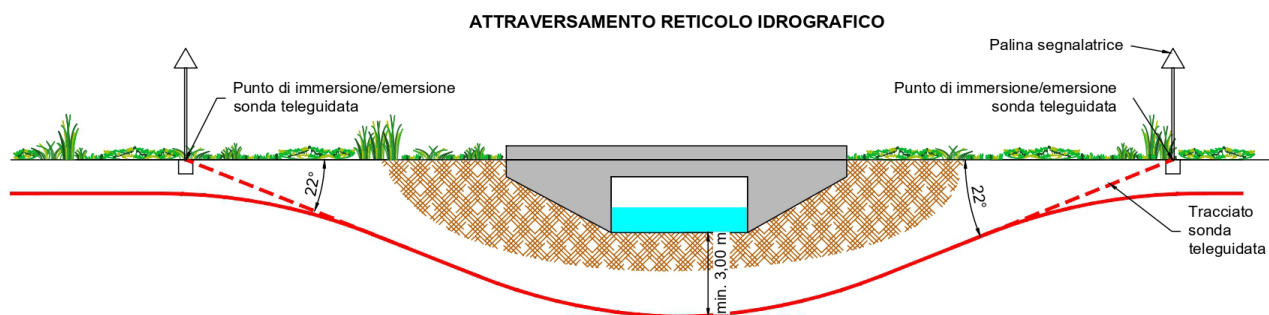 ATTRAVERSAMENTO RETICOLO IDROGRAFICO
Palina segnalatrice
Punto di immersione/emersione
sonda teleguidata
Punto di immersione/emersione
sonda teleguidata
22°
22°
min. 3,00 m
Tracciato
sonda
teleguidata